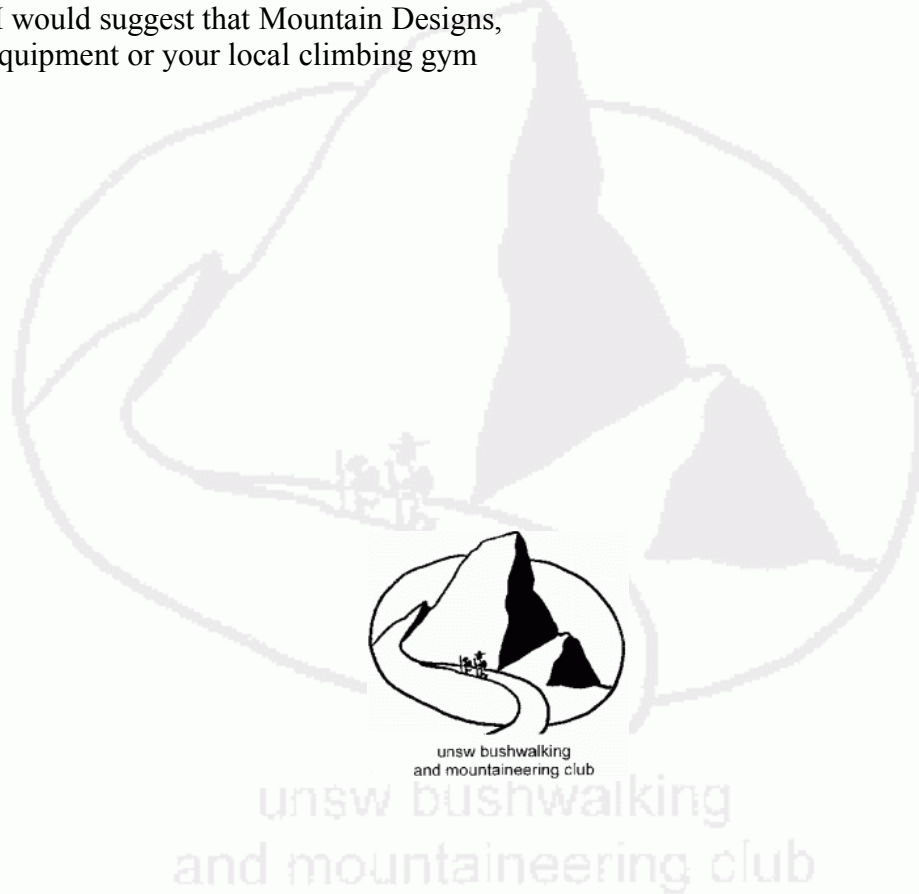 I would suggest that Mountain Designs,
quipment or your local climbing gym
unsw bushwalking
and mountaineering club
unsw bushwalking
and mountaineering club